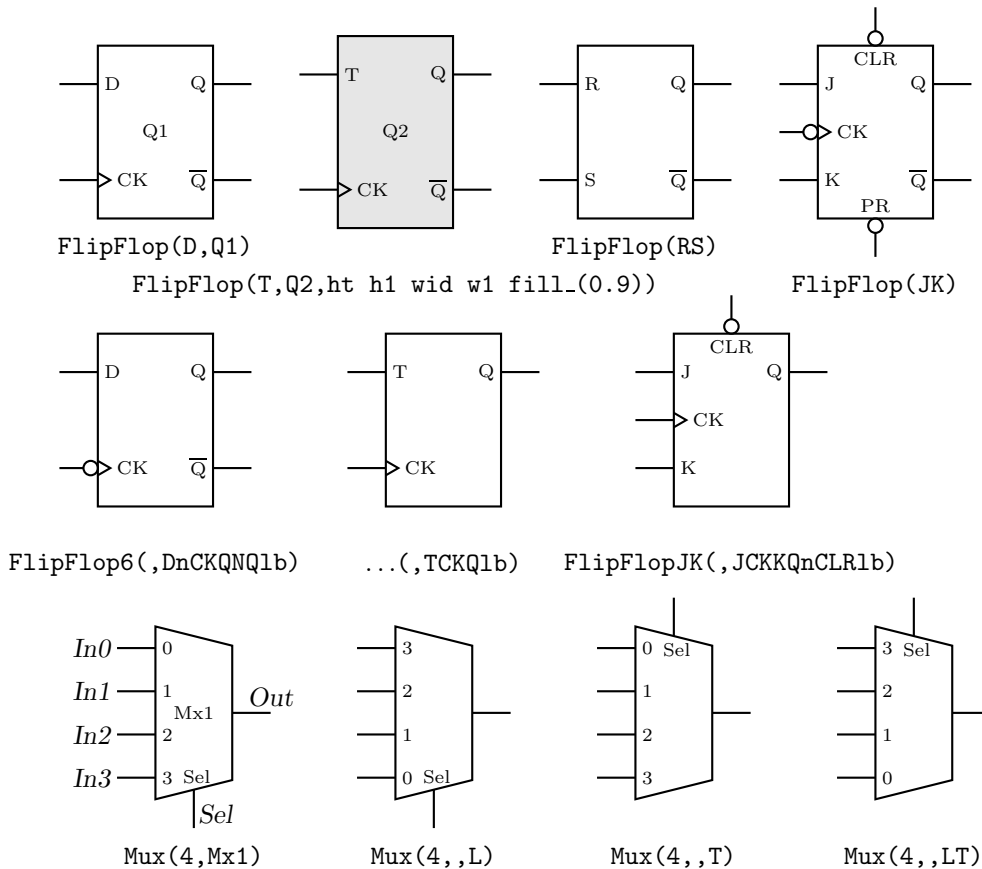 CLR
D Q T Q R Q J Q
Q1 Q2 CK
CK Q CK Q S Q K Q
PR
FlipFlop(D,Q1) FlipFlop(RS)
FlipFlop(T,Q2,ht h1 wid w1 fill_(0.9)) FlipFlop(JK)
CLR
D Q T Q J Q
CK
CK Q CK K
FlipFlop6(,DnCKQNQlb) ...(,TCKQlb) FlipFlopJK(,JCKKQnCLRlb)
In0 0 3 0 Sel 3 Sel
In1 1 2 1 2
Mx1 Out
In2 2 1 2 1
In3 3 Sel 0 Sel 3 0
Sel
Mux(4,Mx1) Mux(4,,L) Mux(4,,T) Mux(4,,LT)